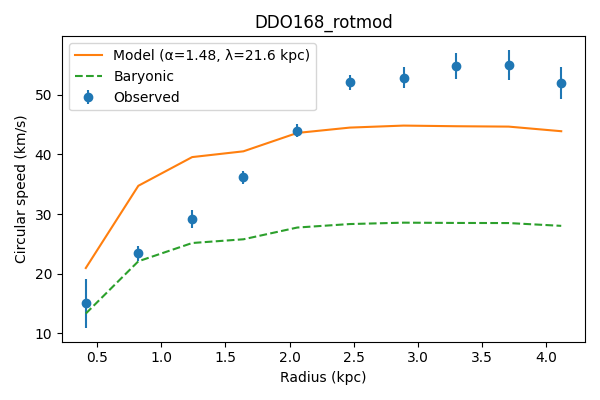 DDO168_rotmod
Model (α=1.48, λ=21.6 kpc)
Baryonic
Observed
Circular speed (km/s)
50
40
30
20
10
0.5 1.0 1.5 2.0 2.5 3.0 3.5 4.0
Radius (kpc)